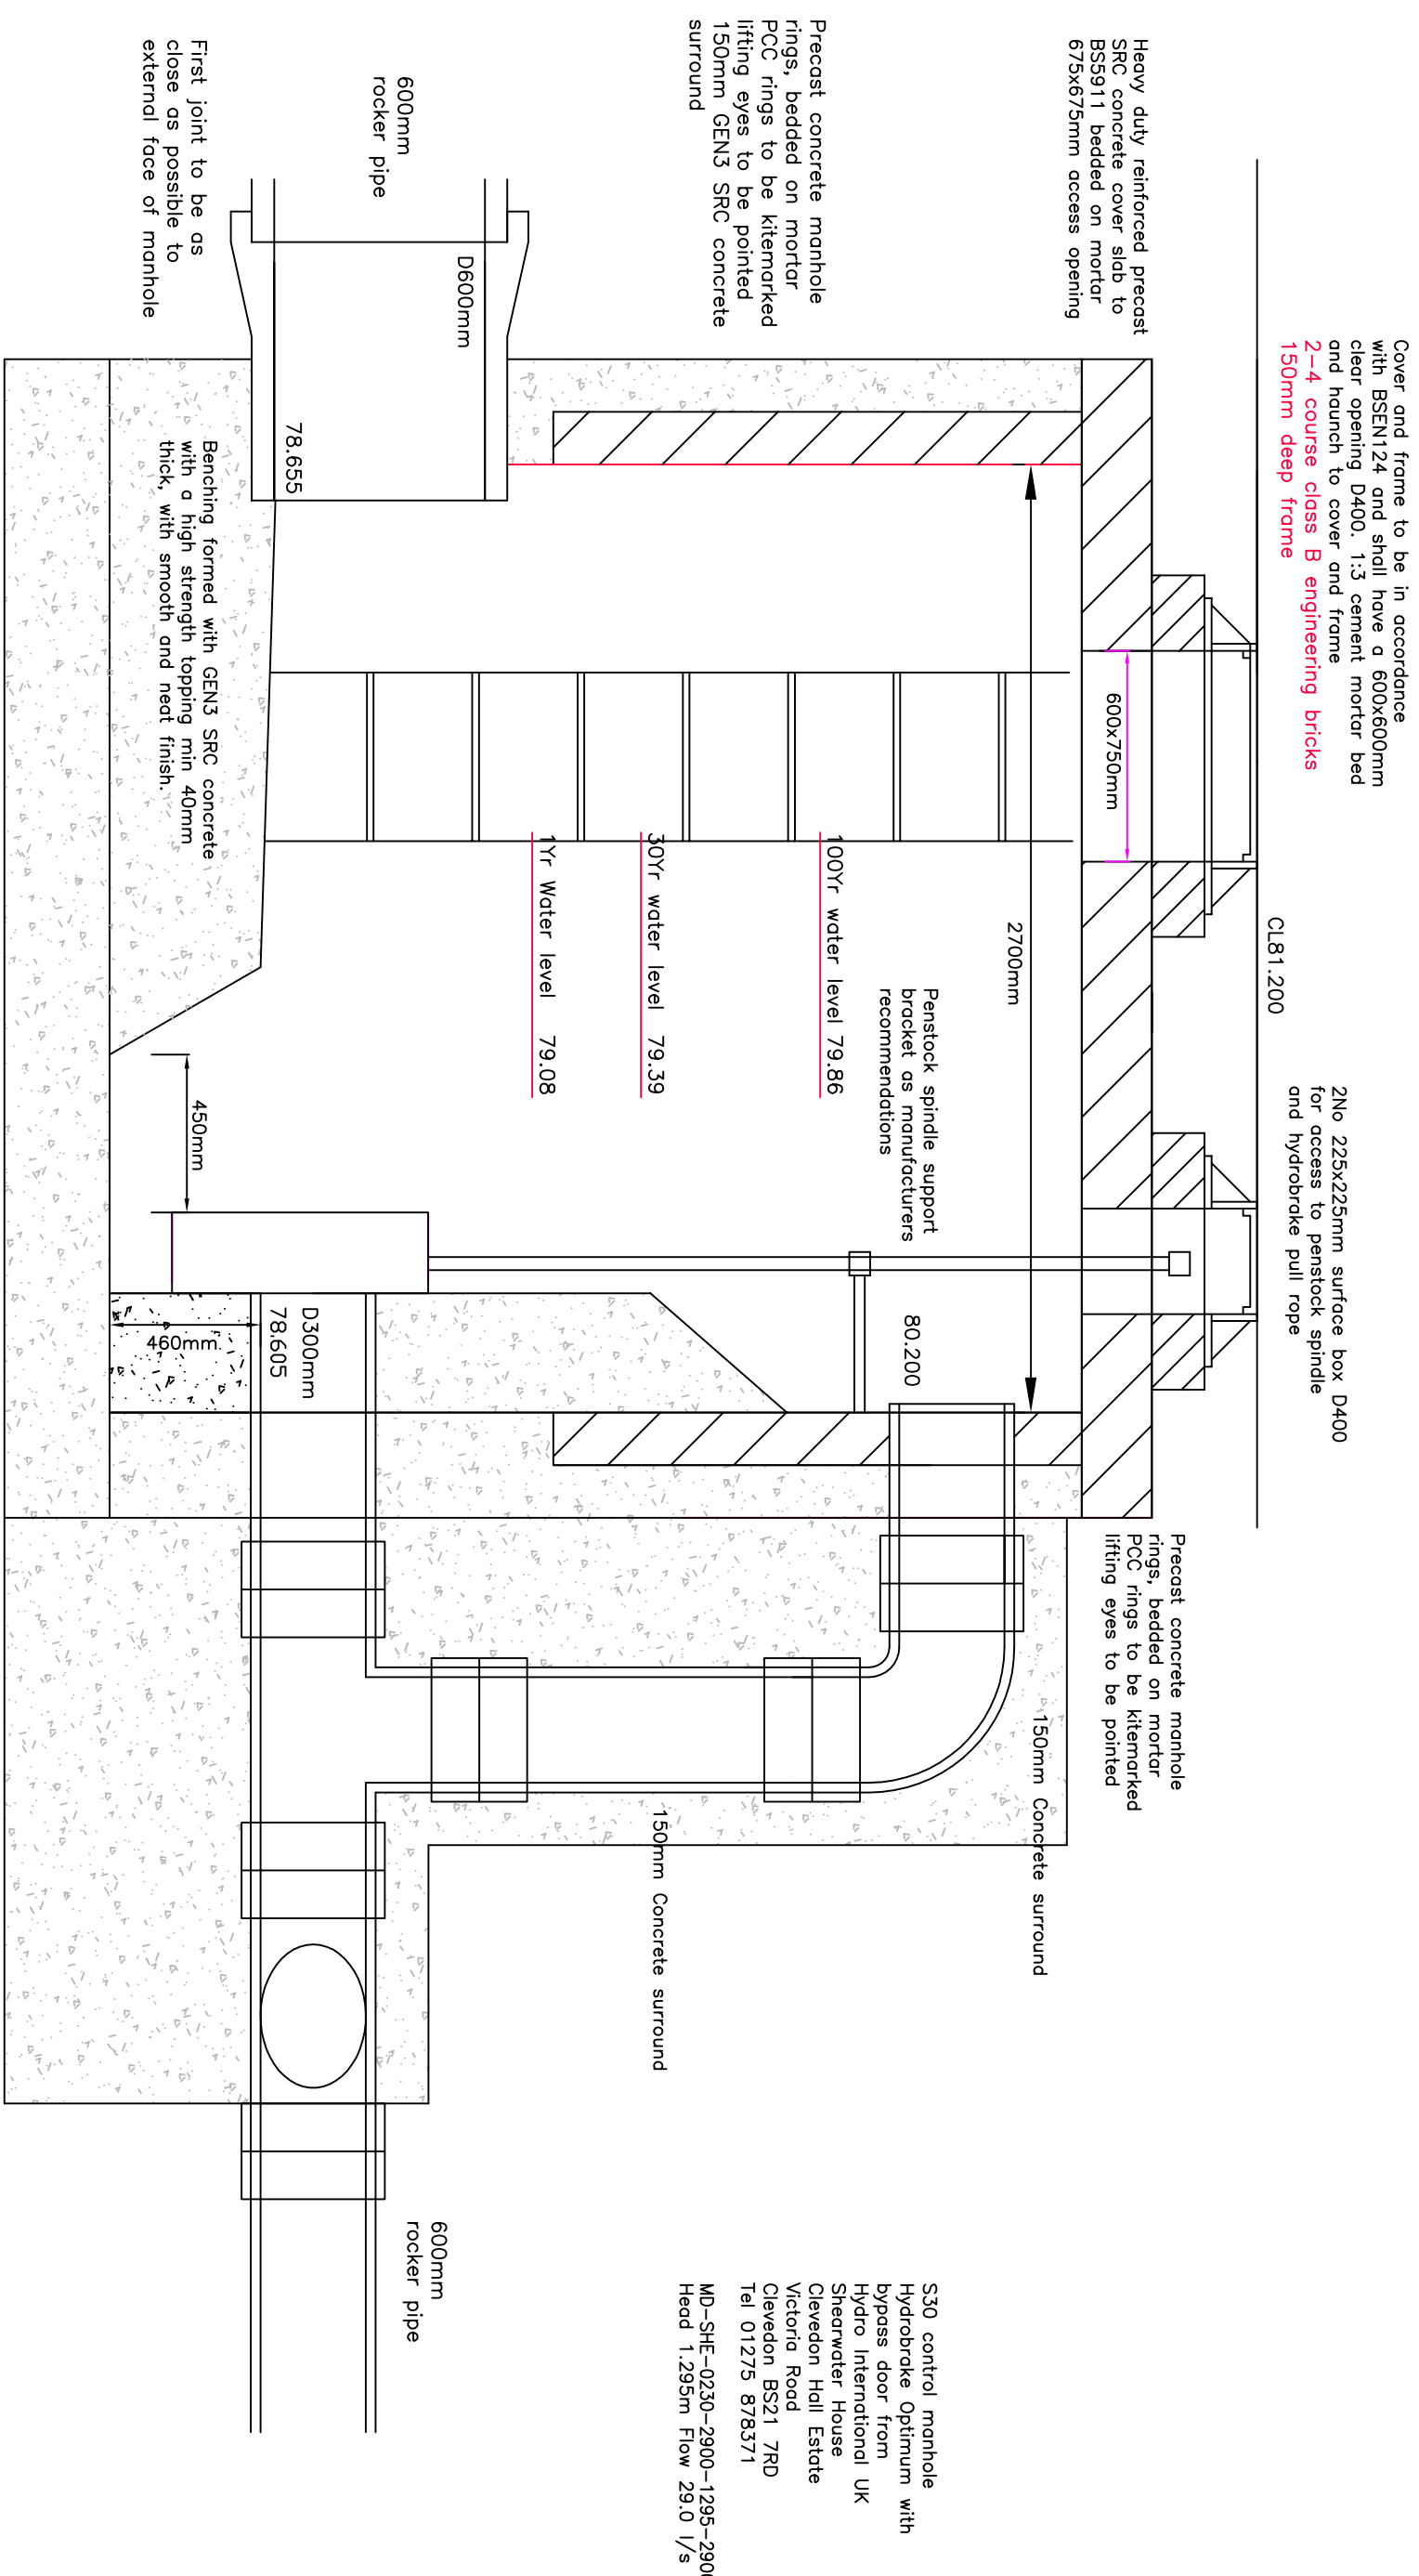 Cover and frame to be in accordance
with BSEN124 and shall have a 600x600mm
clear opening D400. 1:3 cement mortar bed
and haunch to cover and frame
2-4 course class B engineering bricks
150mm deep frame
CL81.200
2No 225x225mm surface box D400
for access to penstock spindle
and hydrobrake pull rope
Heavy duty reinforced precast
SRC concrete cover slab to
BS5911 bedded on mortar
675x675mm access opening
600x750mm
Precast concrete manhole
rings, bedded on mortar
PCC rings to be kitemarked
lifting eyes to be pointed
150mm Concrete surround
2700mm
Precast concrete manhole
rings, bedded on mortar
PCC rings to be kitemarked
lifting eyes to be pointed
150mm GEN3 SRC concrete
surround
Penstock spindle support
bracket as manufacturers
recommendations
80.200
100Yr water level 79.86
30Yr water level 79.39
1Yr Water level 79.08
150mm Concrete surround
S30 control manhole
Hydrobrake Optimum with
bypass door from
Hydro International UK
Shearwater House
Clevedon Hall Estate
Victoria Road
Clevedon BS21 7RD
Tel 01275 878371
MD-SHE-0230-2900-1295-2900
Head 1.295m Flow 29.0 l/s
600mm
rocker pipe
D600mm
78.655
D300mm
78.605
460mm
450mm
600mm
rocker pipe
Benching formed with GEN3 SRC concrete
with a high strength topping min 40mm
thick, with smooth and neat finish.
First joint to be as
close as possible to
external face of manhole